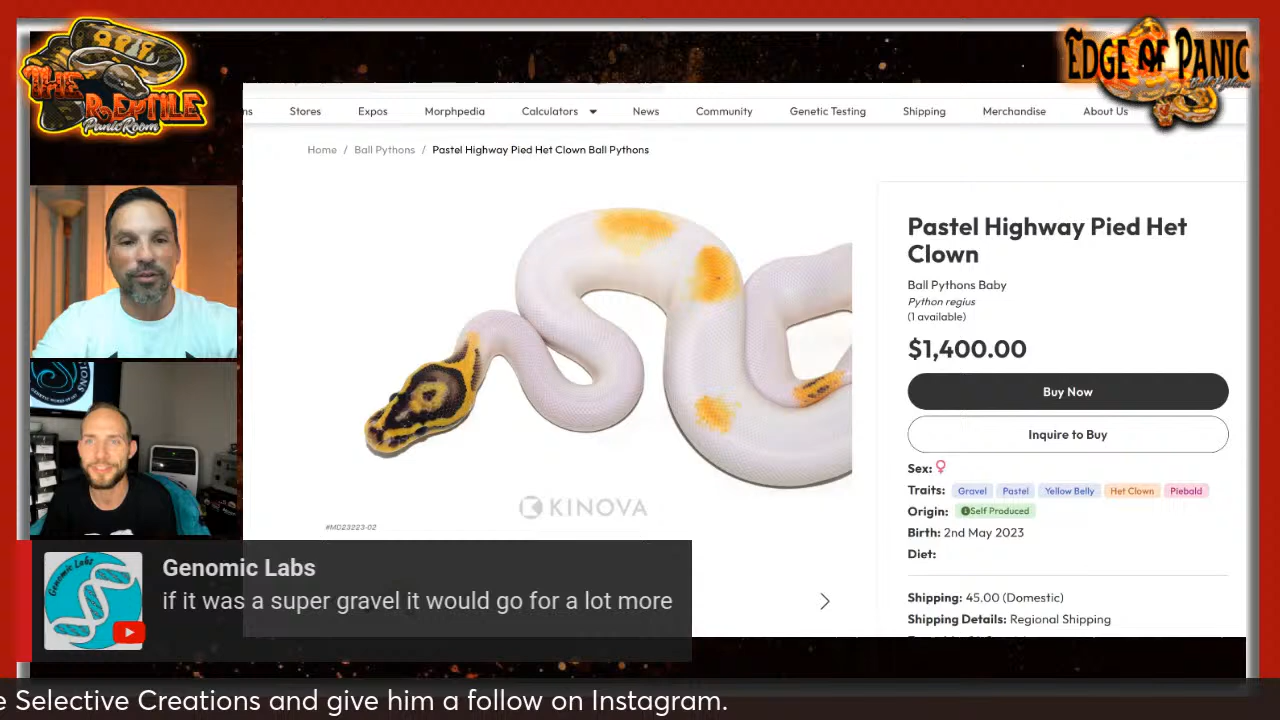 THE REPTILE
PanicRoom
EDGE OF PANIC
Ball Pythons
ns Stores Expos Morphpedia Calculators News Community Genetic Testing Shipping Merchandise About Us
Home / Ball Pythons / Pastel Highway Pied Het Clown Ball Pythons
Pastel Highway Pied Het
Clown
Ball Pythons Baby
Python regius
(1 available)
$1,400.00
Buy Now
Inquire to Buy
Sex: ♀
Traits: Gravel Pastel Yellow Belly Het Clown Piebald
Origin: Self Produced
Birth: 2nd May 2023
Diet:
Shipping: 45.00 (Domestic)
Shipping Details: Regional Shipping
KINOVA
#MD23223-02
Genomic Labs
Genomic Labs
if it was a super gravel it would go for a lot more
e Selective Creations and give him a follow on Instagram.